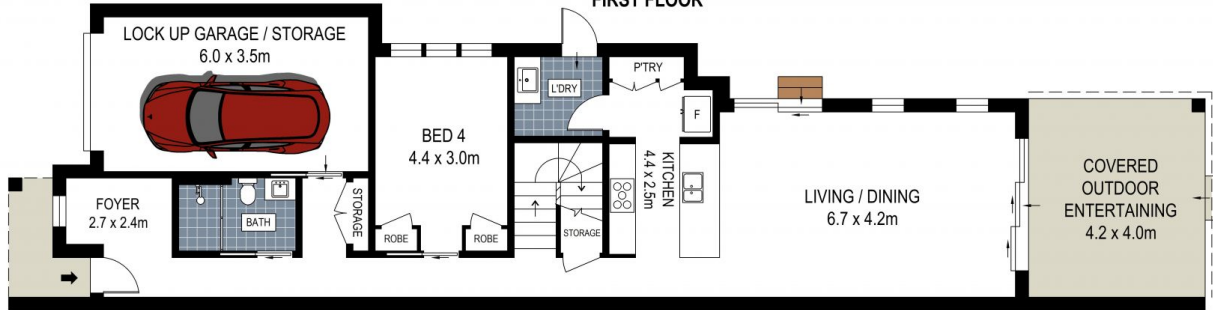 FIRST FLOOR
LOCK UP GARAGE / STORAGE
6.0 x 3.5m
BED 4
4.4 x 3.0m
L'DRY
P'TRY
F
KITCHEN
4.4 x 2.5m
LIVING / DINING
6.7 x 4.2m
COVERED
OUTDOOR
ENTERTAINING
4.2 x 4.0m
FOYER
2.7 x 2.4m
BATH
STORAGE
ROBE
ROBE
STORAGE